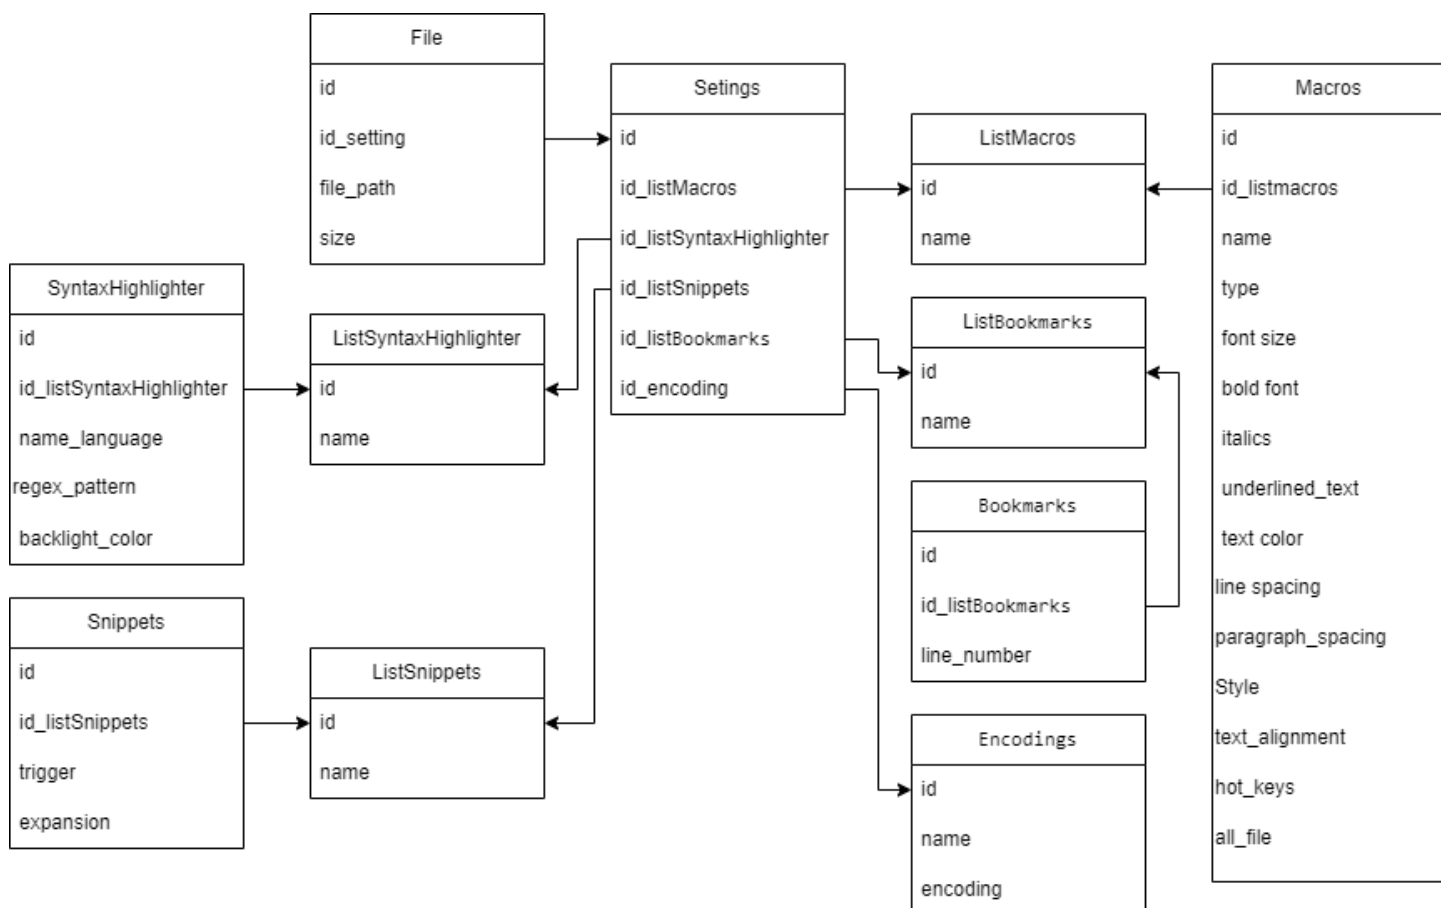 File
id
id_setting
file_path
size
Setings
id
id_listMacros
id_listSyntaxHighlighter
id_listSnippets
id_listBookmarks
id_encoding
ListMacros
id
name
Macros
id
id_listmacros
name
type
font size
bold font
italics
underlined_text
text color
line spacing
paragraph_spacing
Style
text_alignment
hot_keys
all_file
SyntaxHighlighter
id
id_listSyntaxHighlighter
name_language
regex_pattern
backlight_color
ListSyntaxHighlighter
id
name
ListBookmarks
id
name
Bookmarks
id
id_listBookmarks
line_number
Snippets
id
id_listSnippets
trigger
expansion
ListSnippets
id
name
Encodings
id
name
encoding